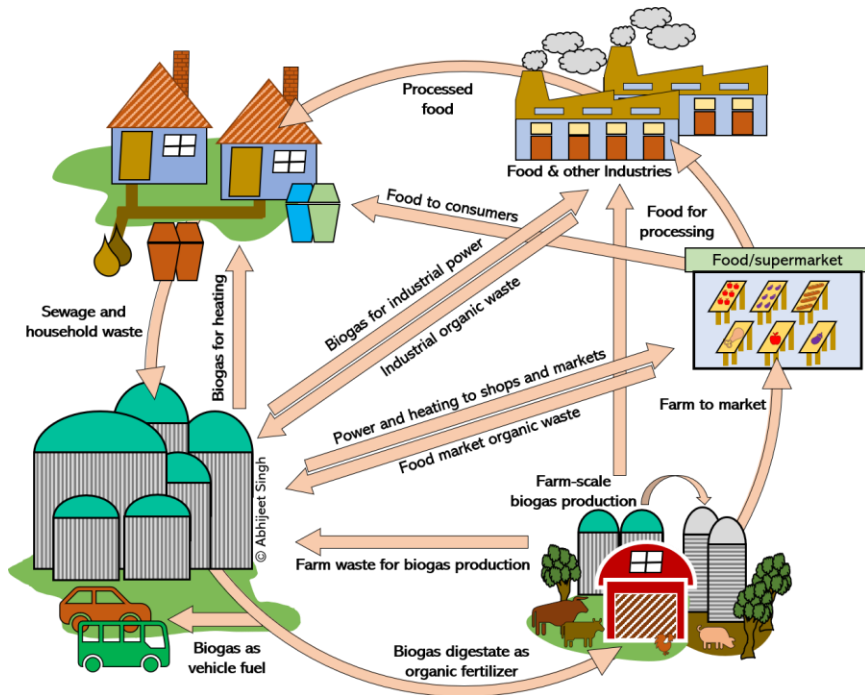 Processed
food
Food & other Industries
Food to consumers
Food for
processing
Food/supermarket
Sewage and
household waste
Biogas for heating
Biogas for industrial power
Industrial organic waste
Power and heating to shops and markets
Food market organic waste
Farm to market
© Abhijeet Singh
Farm-scale
biogas production
Farm waste for biogas production
Biogas as
vehicle fuel
Biogas digestate as
organic fertilizer